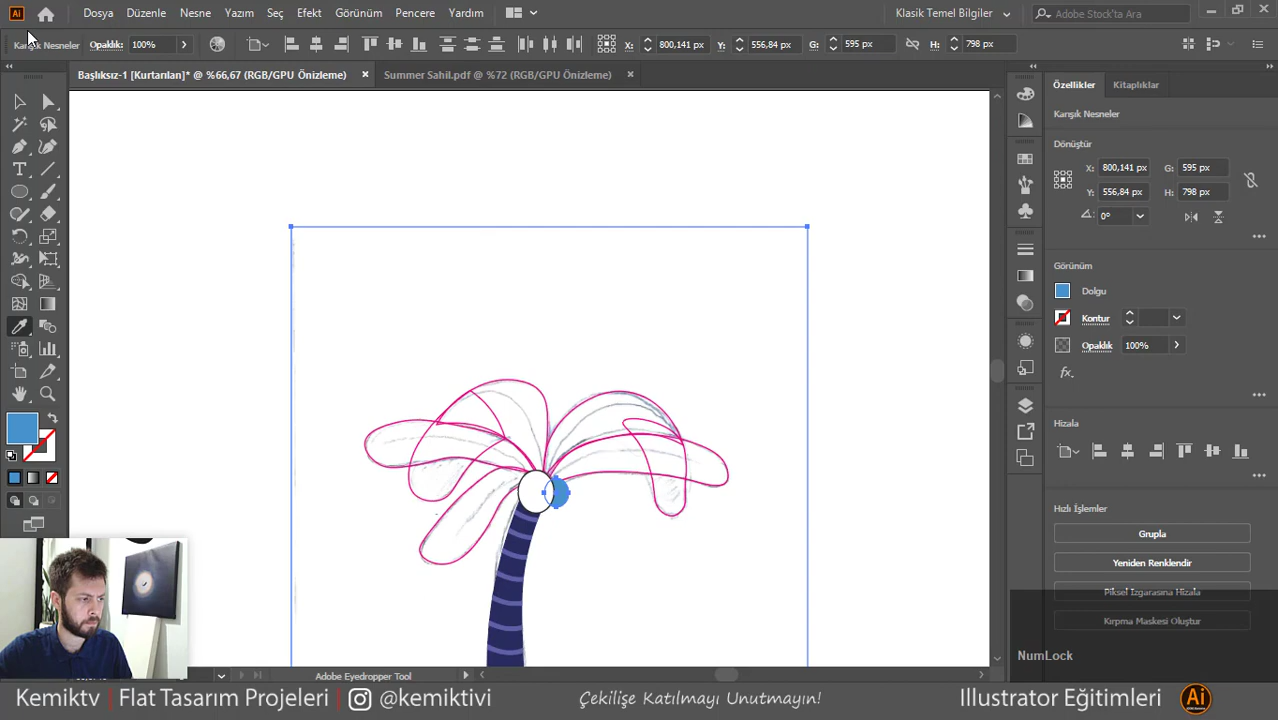 Ai
Dosya Düzenle Nesne Yazım Seç Efekt Görünüm Pencere Yardım
Klasik Temel Bilgiler
Adobe Stock'ta Ara
Karışık Nesneler
Opaklık: 100%
X: 800,141 px Y: 556,84 px G: 595 px H: 798 px
Başlıksız-1 [Kurtarılan]* @ %66,67 (RGB/GPU Önizleme) Summer Sahil.pdf @ %72 (RGB/GPU Önizleme)
Özellikler Kitaplıklar
Karışık Nesneler
Dönüştür
X: 800,141 px G: 595 px
Y: 556,84 px H: 798 px
0°
Görünüm
Dolgu
Kontur
Opaklık 100%
fx.
Hizala
Hızlı İşlemler
Grupla
Yeniden Renklendir
Piksel Izgarasına Hizala
Kırpma Maskesi Oluştur
NumLock
Adobe Eyedropper Tool
Kemiktv | Flat Tasarım Projeleri | @kemiktivi
Çekilişe Katılmayı Unutmayın!
Illustrator Eğitimleri Ai